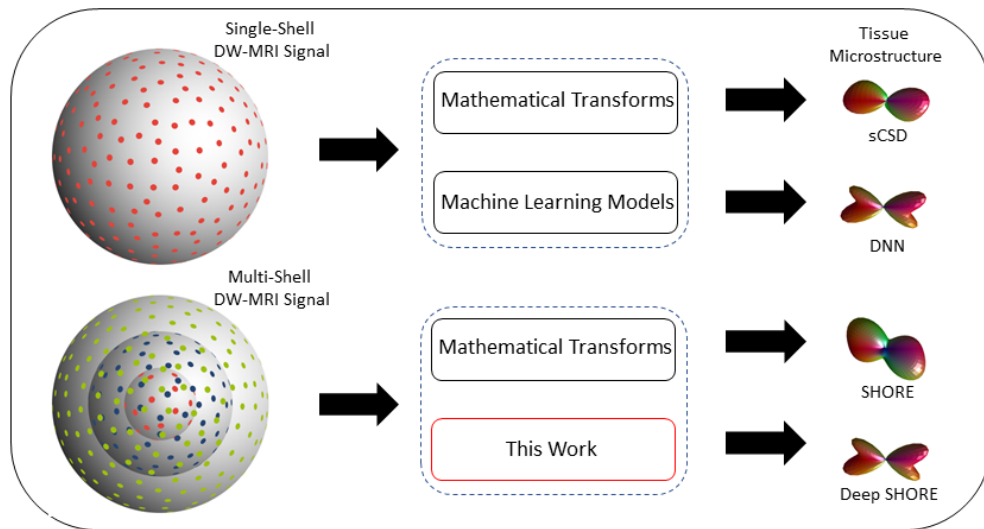 Single-Shell
DW-MRI Signal
Mathematical Transforms
Machine Learning Models
Tissue
Microstructure
sCSD
DNN
Multi-Shell
DW-MRI Signal
Mathematical Transforms
This Work
SHORE
Deep SHORE